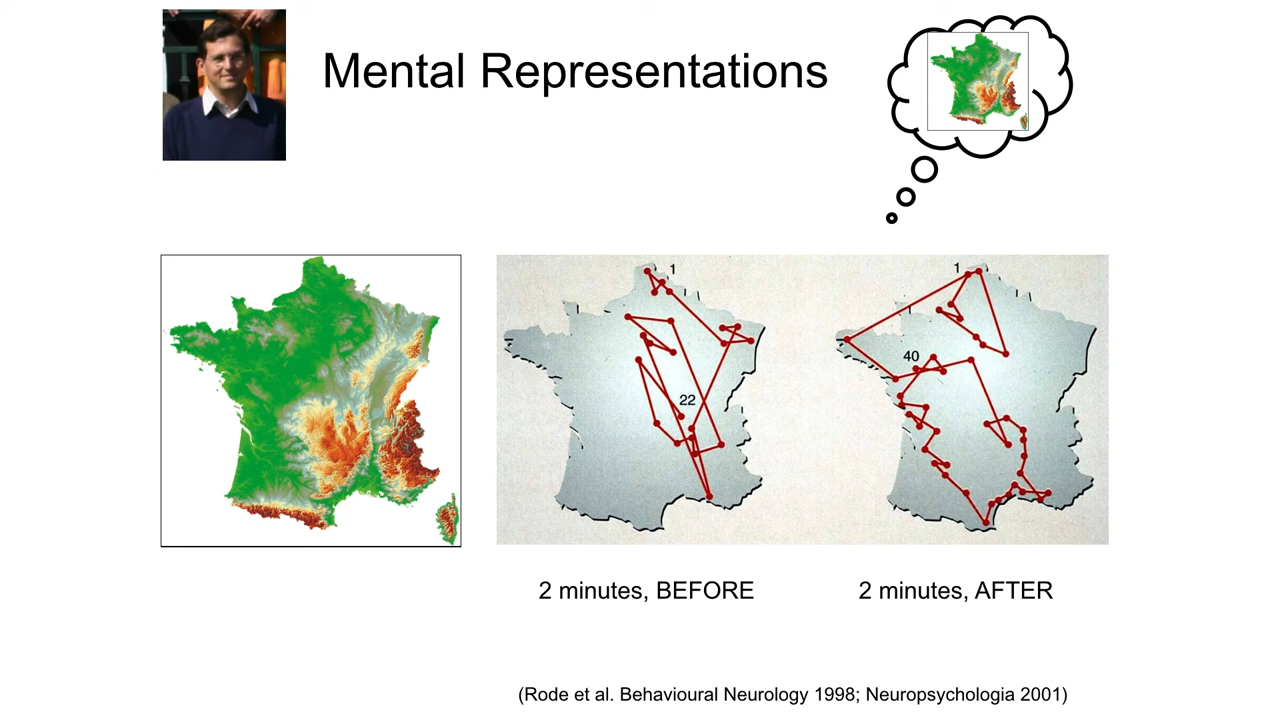 Mental Representations
1
22
1
40
2 minutes, BEFORE
2 minutes, AFTER
(Rode et al. Behavioural Neurology 1998; Neuropsychologia 2001)